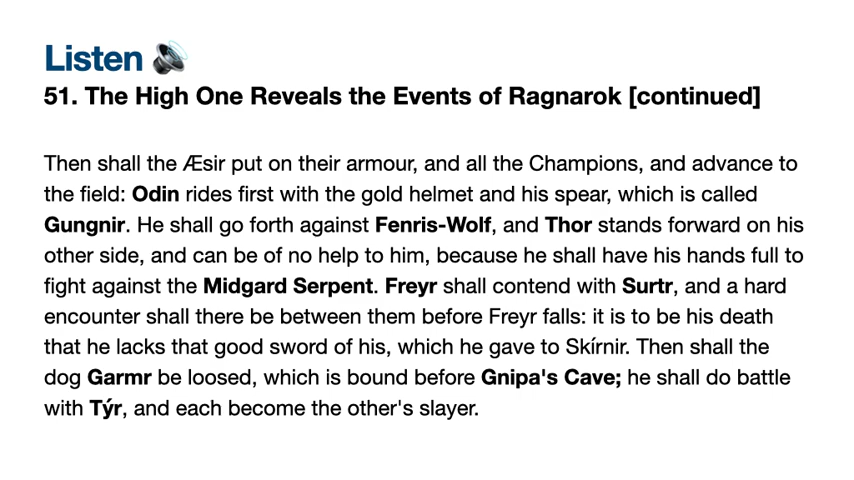 Listen
51. The High One Reveals the Events of Ragnarok [continued]
Then shall the Æsir put on their armour, and all the Champions, and advance to
the field: Odin rides first with the gold helmet and his spear, which is called
Gungnir. He shall go forth against Fenris-Wolf, and Thor stands forward on his
other side, and can be of no help to him, because he shall have his hands full to
fight against the Midgard Serpent. Freyr shall contend with Surtr, and a hard
encounter shall there be between them before Freyr falls: it is to be his death
that he lacks that good sword of his, which he gave to Skírnir. Then shall the
dog Garmr be loosed, which is bound before Gnipa's Cave; he shall do battle
with Týr, and each become the other's slayer.